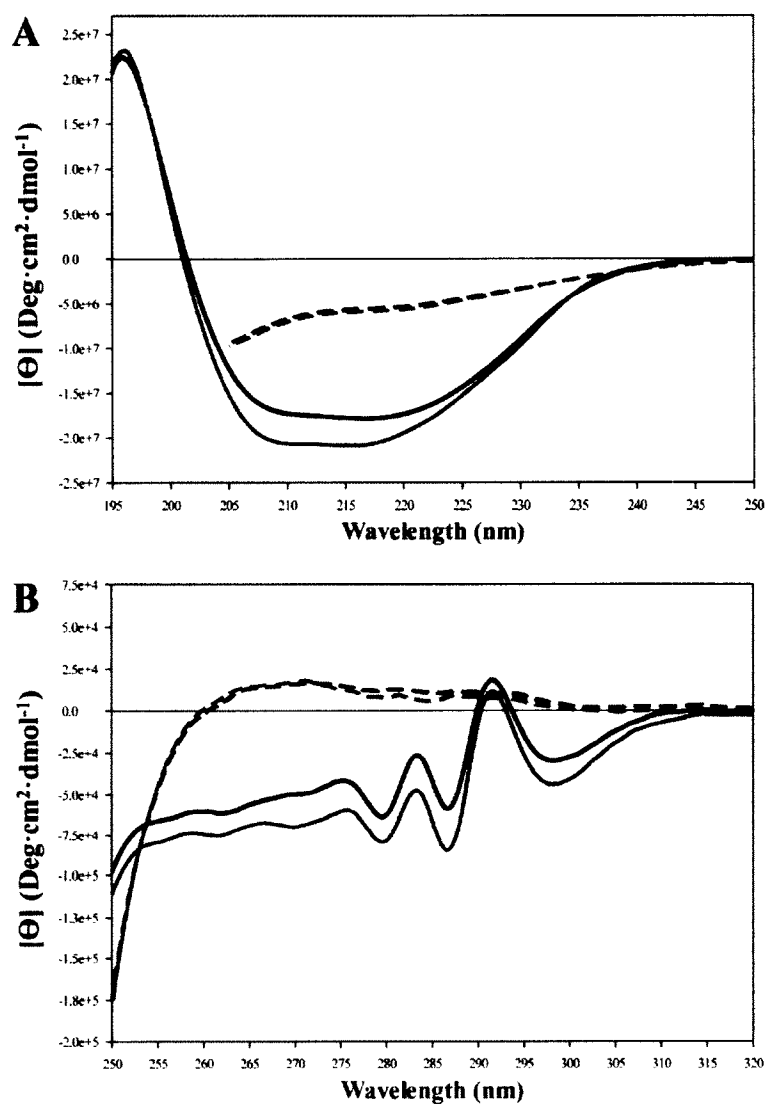 A
[Θ] (Deg·cm²·dmol⁻¹)
2.5e+7
2.0e+7
1.5e+7
1.0e+7
5.0e+6
0.0
-5.0e+6
-1.0e+7
-1.5e+7
-2.0e+7
-2.5e+7
195 200 205 210 215 220 225 230 235 240 245 250
Wavelength (nm)
B
[Θ] (Deg·cm²·dmol⁻¹)
7.5e+4
5.0e+4
2.5e+4
0.0
-2.5e+4
-5.0e+4
-7.5e+4
-1.0e+5
-1.3e+5
-1.5e+5
-1.8e+5
-2.0e+5
250 255 260 265 270 275 280 285 290 295 300 305 310 315 320
Wavelength (nm)